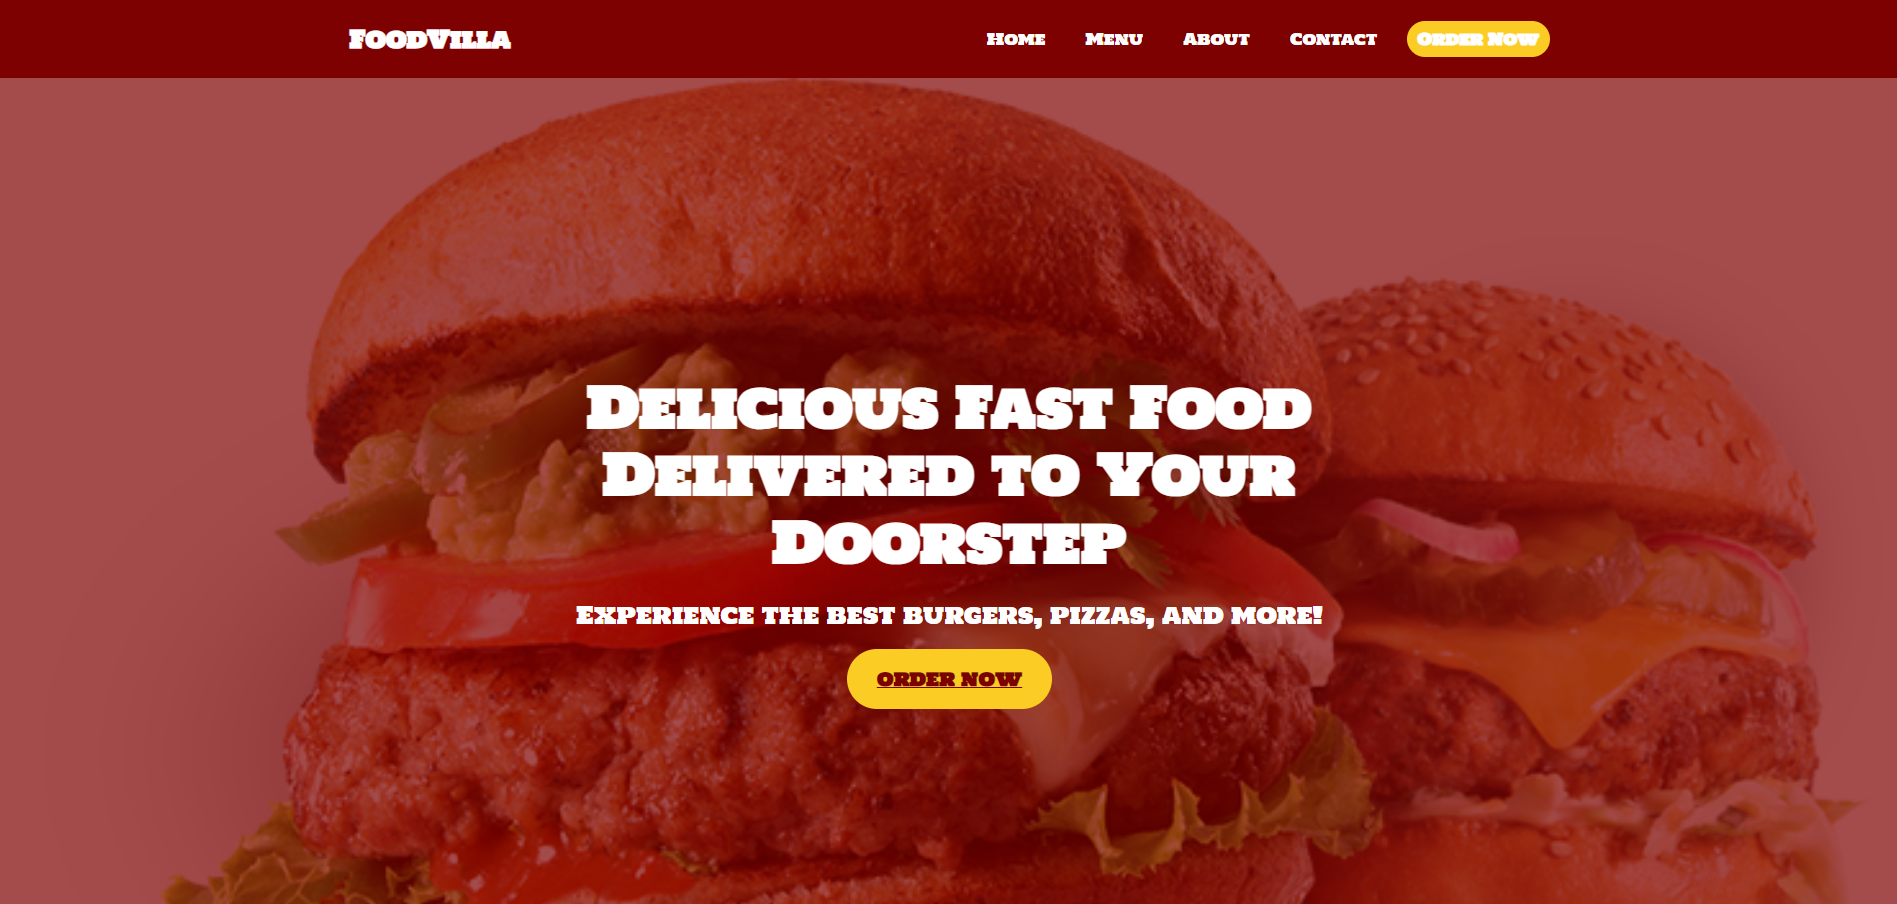 FoodVilla
Home Menu About Contact Order Now
Delicious Fast Food
Delivered to Your
Doorstep
Experience the best burgers, pizzas, and more!
order now